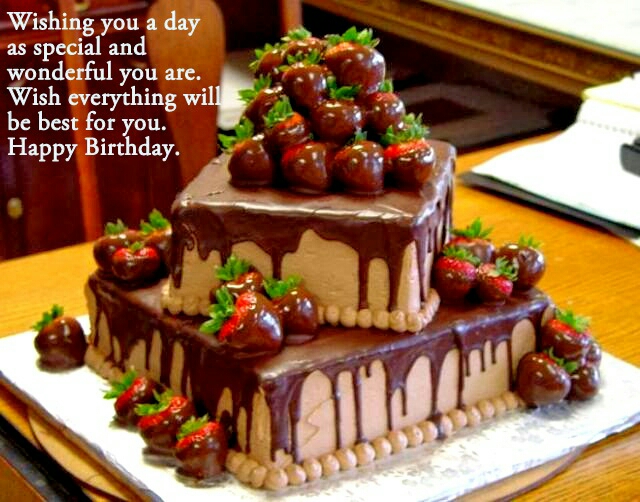 Wishing you a day
as special and
wonderful you are.
Wish everything will
be best for you.
Happy Birthday.